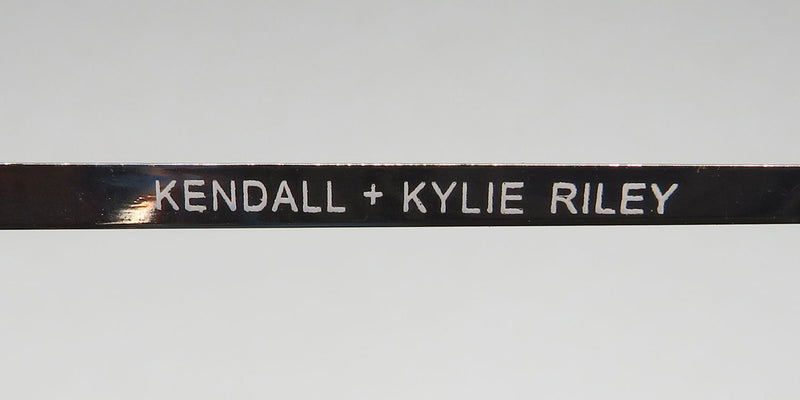 KENDALL + KYLIE RILEY